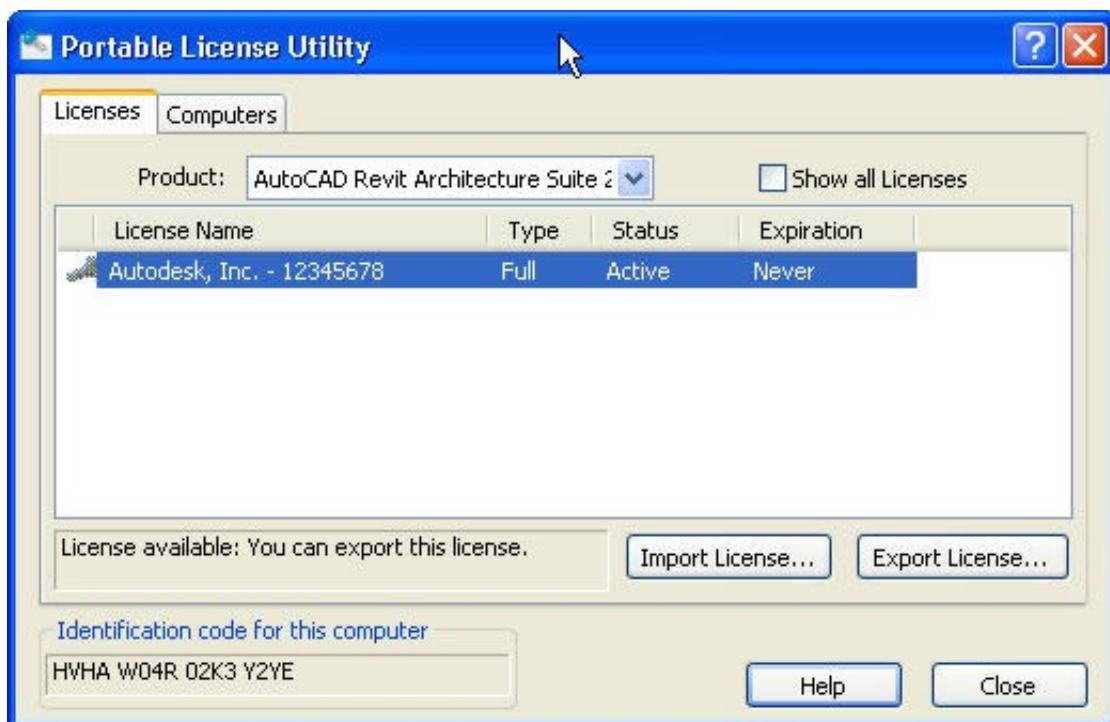 Portable License Utility
Licenses Computers
Product: AutoCAD Revit Architecture Suite 2 Show all Licenses
License Name Type Status Expiration
Autodesk, Inc. - 12345678 Full Active Never
License available: You can export this license.
Import License... Export License...
Identification code for this computer
HVHA W04R 02K3 Y2YE
Help Close